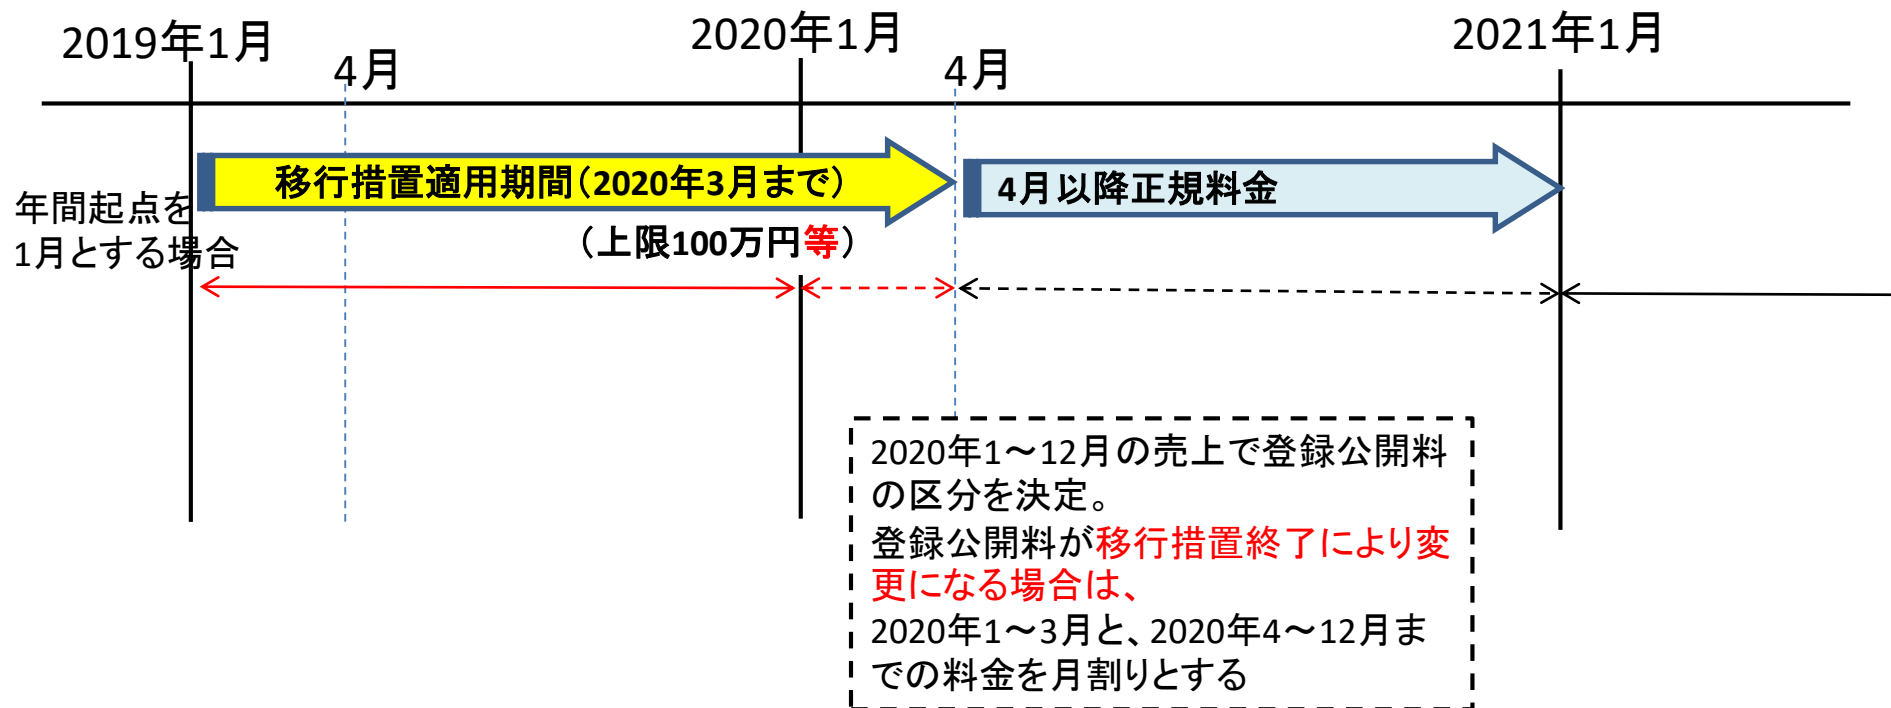 2019年1月
4月
2020年1月
4月
2021年1月
移行措置適用期間(2020年3月まで)
4月以降正規料金
年間起点を
1月とする場合
(上限100万円等)
2020年1～12月の売上で登録公開料
の区分を決定。
登録公開料が移行措置終了により変
更になる場合は、
2020年1～3月と、2020年4～12月ま
での料金を月割りとする